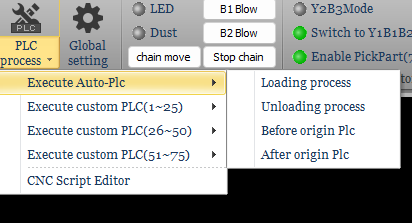 PLC
PLC
process
Global
setting
LED
Dust
B1 Blow
B2 Blow
chain move
Stop chain
Y2B3Mode
Switch to Y1B1B2
Enable PickPart(7
to
Execute Auto-Plc
Execute custom PLC(1~25)
Execute custom PLC(26~50)
Execute custom PLC(51~75)
CNC Script Editor
Loading process
Unloading process
Before origin Plc
After origin Plc